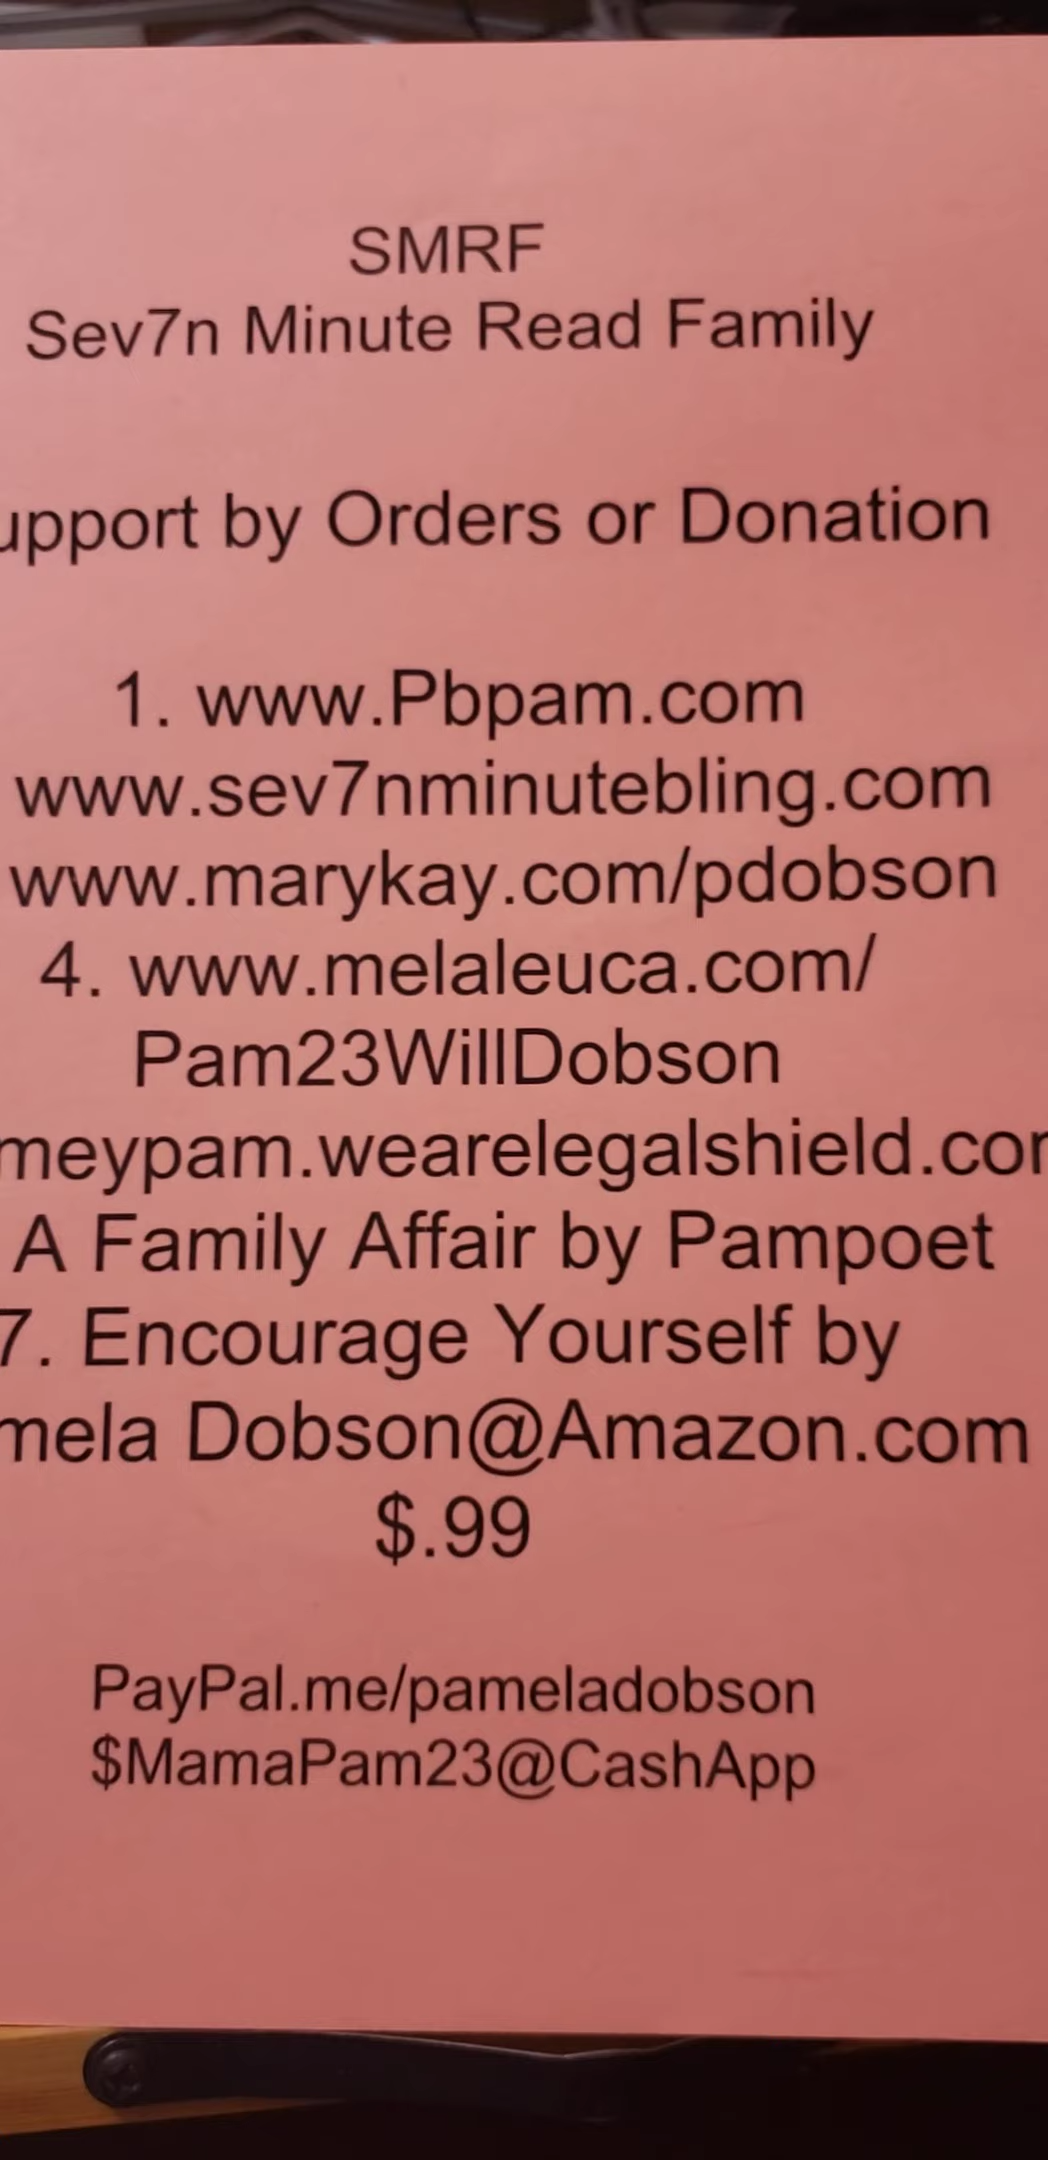 SMRF
Sev7n Minute Read Family
upport by Orders or Donation
1. www.Pbpam.com
www.sev7nminutebling.com
www.marykay.com/pdobson
4. www.melaleuca.com/
Pam23WillDobson
meypam.wearelegalshield.com
A Family Affair by Pampoet
7. Encourage Yourself by
mela Dobson@Amazon.com
$.99
PayPal.me/pameladobson
$MamaPam23@CashApp